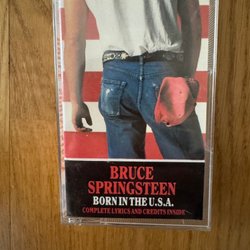 BRUCE
SPRINGSTEEN
BORN IN THE U.S.A.
COMPLETE LYRICS AND CREDITS INSIDE